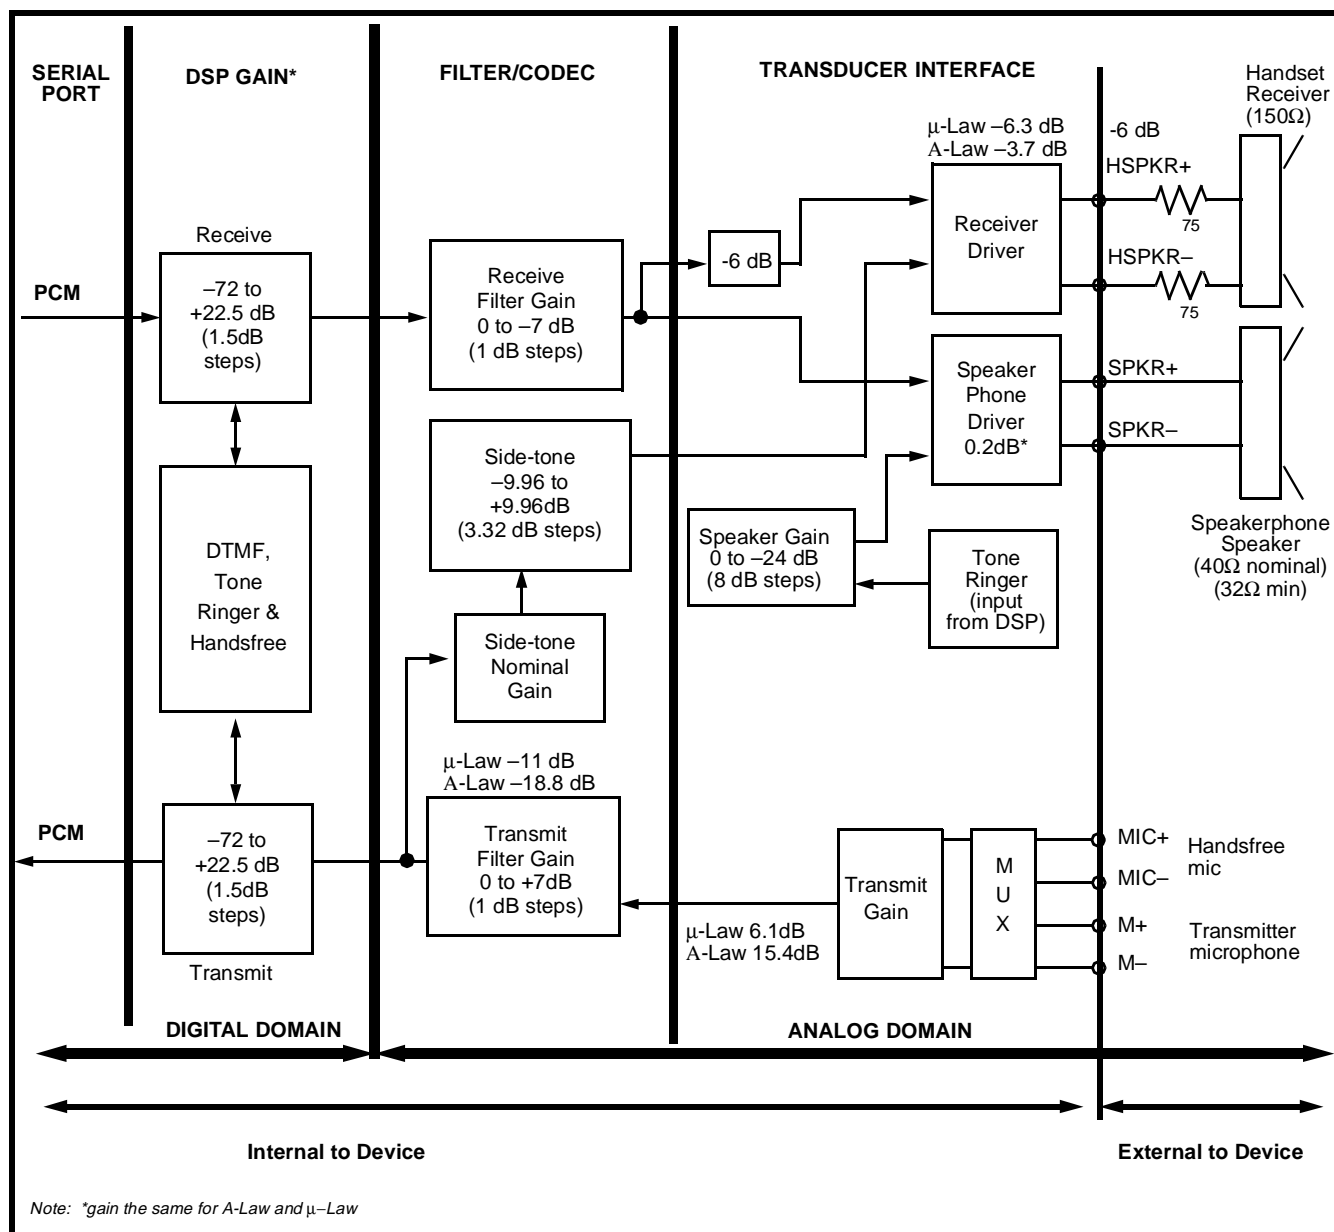 SERIAL
PORT
DSP GAIN*
FILTER/CODEC
TRANSDUCER INTERFACE
Handset
Receiver
(150Ω)
μ-Law –6.3 dB
A-Law –3.7 dB
-6 dB
HSPKR+
75
HSPKR–
75
Receiver
Driver
-6 dB
Receive
PCM
–72 to
+22.5 dB
(1.5dB
steps)
Receive
Filter Gain
0 to –7 dB
(1 dB steps)
Speaker
Phone
Driver
0.2dB*
SPKR+
SPKR–
Speakerphone
Speaker
(40Ω nominal)
(32Ω min)
Side-tone
–9.96 to
+9.96dB
(3.32 dB steps)
Speaker Gain
0 to –24 dB
(8 dB steps)
Tone
Ringer
(input
from DSP)
DTMF,
Tone
Ringer &
Handsfree
Side-tone
Nominal
Gain
μ-Law –11 dB
A-Law –18.8 dB
PCM
–72 to
+22.5 dB
(1.5dB
steps)
Transmit
Transmit
Filter Gain
0 to +7dB
(1 dB steps)
μ-Law 6.1dB
A-Law 15.4dB
Transmit
Gain
M
U
X
MIC+
MIC–
Handsfree
mic
M+
M–
Transmitter
microphone
DIGITAL DOMAIN
ANALOG DOMAIN
Internal to Device
External to Device
Note: *gain the same for A-Law and μ–Law